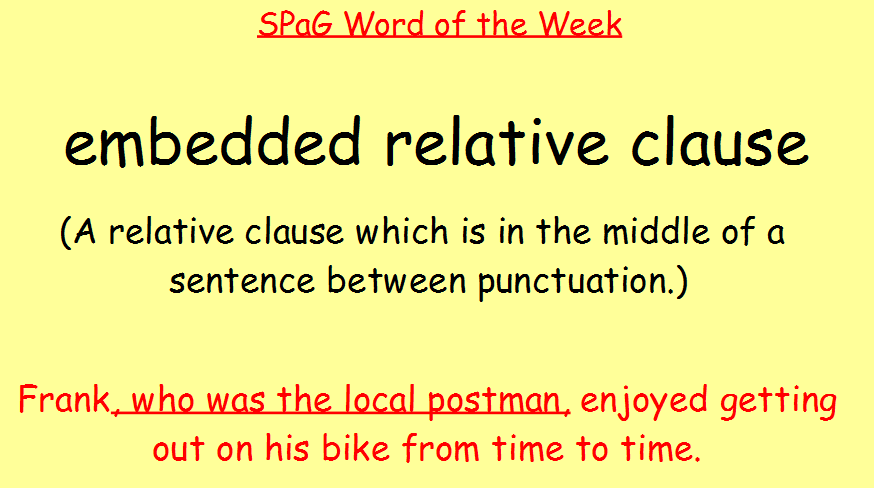 SPaG Word of the Week
embedded relative clause
(A relative clause which is in the middle of a
sentence between punctuation.)
Frank, who was the local postman, enjoyed getting
out on his bike from time to time.